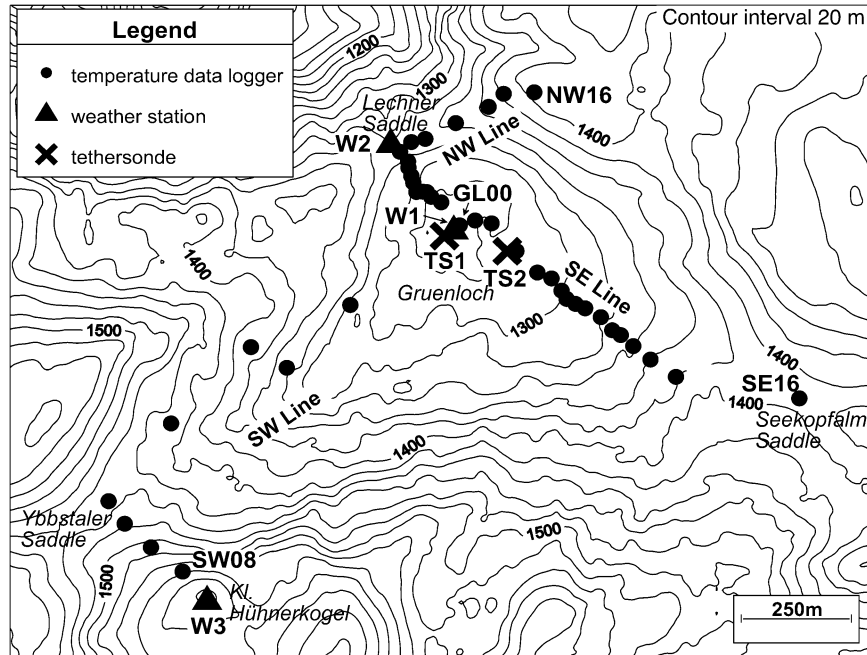 Contour interval 20 m
Legend
temperature data logger
weather station
tethersonde
1200
1300
Lechner
Saddle
NW16
1400
W2
NW Line
GL00
W1
TS1
TS2
1400
Gruenloch
SE Line
1300
1500
1400
SE16
1400
Seekopfalm
Saddle
SW Line
1400
Ybbstaler
Saddle
1500
SW08
1500
Kl.
Hühnerkogel
W3
250m